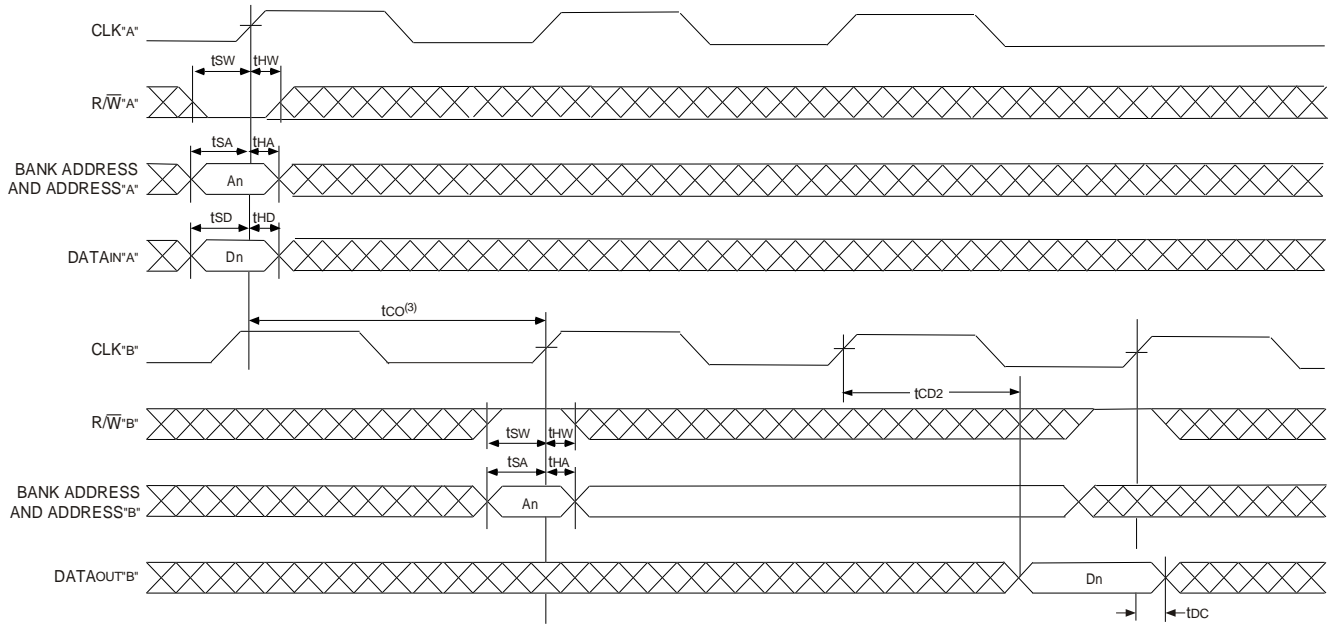 CLK"A"
tSW tHW
R/W̅"A"
tSA tHA
BANK ADDRESS
AND ADDRESS"A"
An
tSD tHD
DATAIN"A"
Dn
tCO(3)
CLK"B"
tCD2
R/W̅"B"
tSW tHW
tSA tHA
BANK ADDRESS
AND ADDRESS"B"
An
DATAOUT"B"
Dn
tDC